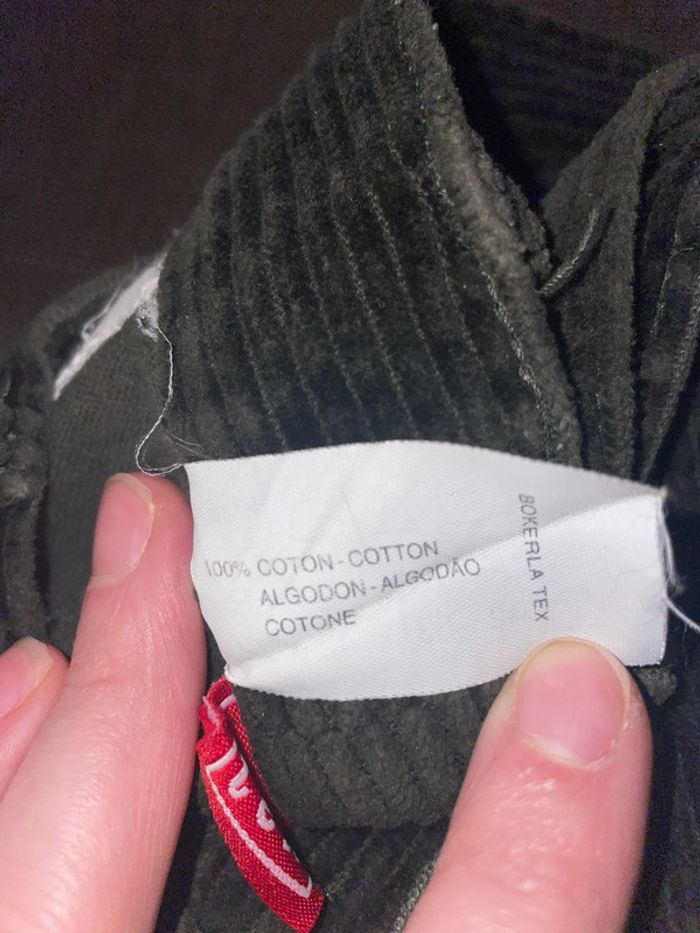 100% COTON-COTTON
ALGODON-ALGODÃO
COTONE
BOKERLA TEX